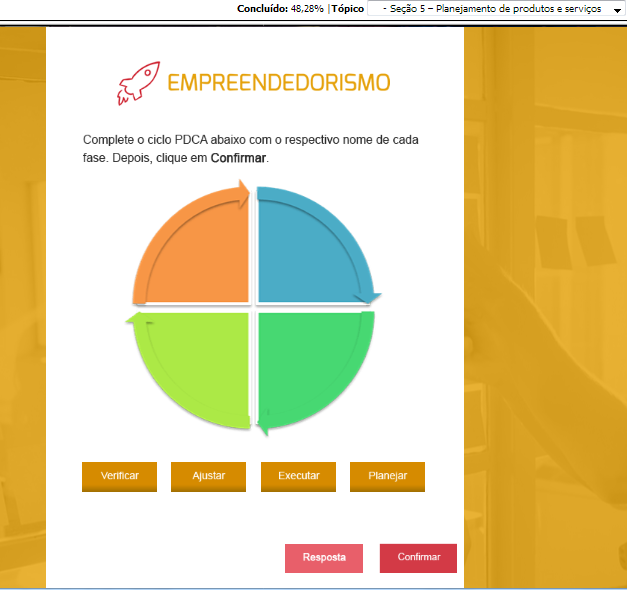 Concluído: 48,28% |Tópico - Seção 5 – Planejamento de produtos e serviços
EMPREENDEDORISMO
Complete o ciclo PDCA abaixo com o respectivo nome de cada
fase. Depois, clique em Confirmar.
Verificar Ajustar Executar Planejar
Resposta Confirmar